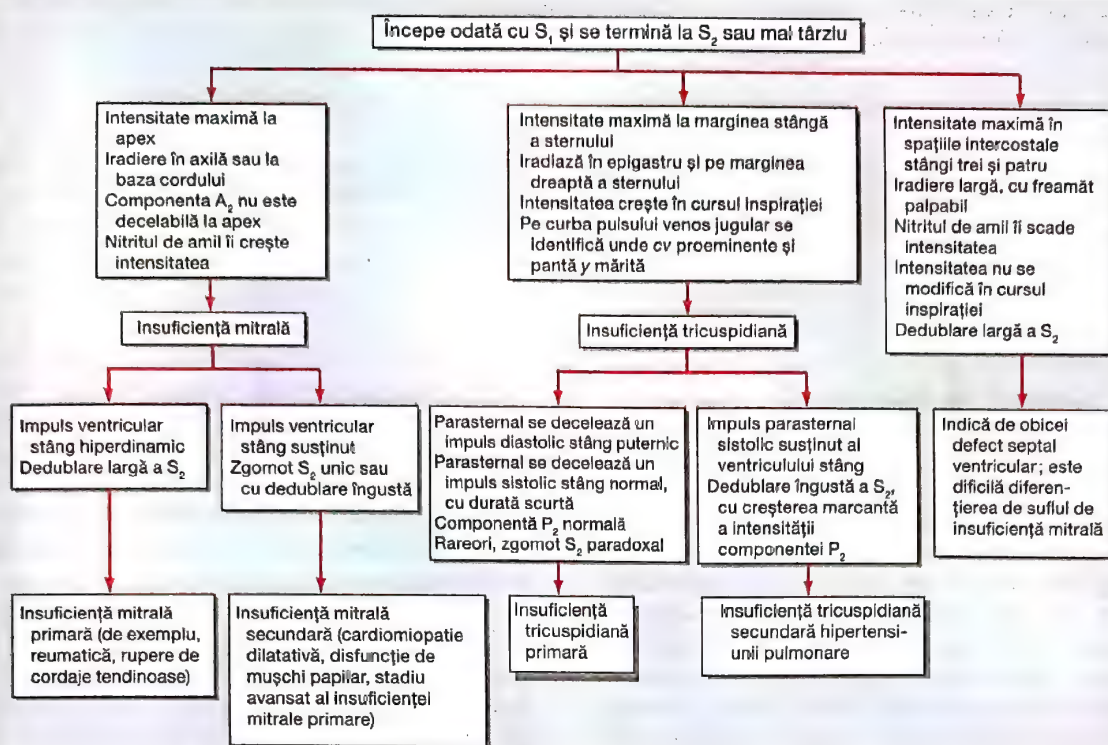 Începe odată cu S₁ și se termină la S₂ sau mai târziu
Intensitate maximă la
apex
Iradiere în axilă sau la
baza cordului
Componenta A₂ nu este
decelabilă la apex
Nitritul de amil îi crește
intensitatea
Intensitate maximă la marginea stângă
a sternului
Iradiază în epigastru și pe marginea
dreaptă a sternului
Intensitatea crește în cursul inspirației
Pe curba pulsului venos jugular se
identifică unde cv proeminente și
pantă y mărită
Intensitate maximă în
spațiile intercostale
stângi trei și patru
Iradiere largă, cu freamăt
palpabil
Nitritul de amil îi scade
intensitatea
Intensitatea nu se
modifică în cursul
inspirației
Dedublare largă a S₂
Insuficiență mitrală
Insuficiență tricuspidiană
Impuls ventricular
stâng hiperdinamic
Dedublare largă a S₂
Impuls ventricular
stâng susținut
Zgomot S₂ unic sau
cu dedublare îngustă
Parasternal se decelează un
impuls diastolic stâng puternic
Parasternal se decelează un
impuls sistolic stâng normal,
cu durată scurtă
Componentă P₂ normală
Rareori, zgomot S₂ paradoxal
Impuls parasternal
sistolic susținut al
ventriculului stâng
Dedublare îngustă a S₂,
cu creșterea marcantă
a intensității
componentei P₂
Indică de obicei
defect septal
ventricular; este
dificilă diferen-
țierea de suflul de
insuficiență mitrală
Insuficiență mitrală
primară (de exemplu,
reumatică, rupere de
cordaje tendinoase)
Insuficiență mitrală
secundară (cardiomiopatie
dilatativă, disfuncție de
mușchi papilar, stadiu
avansat al insuficienței
mitrale primare)
Insuficiență
tricuspidiană
primară
Insuficiență tricuspidiană
secundară hipertensi-
unii pulmonare